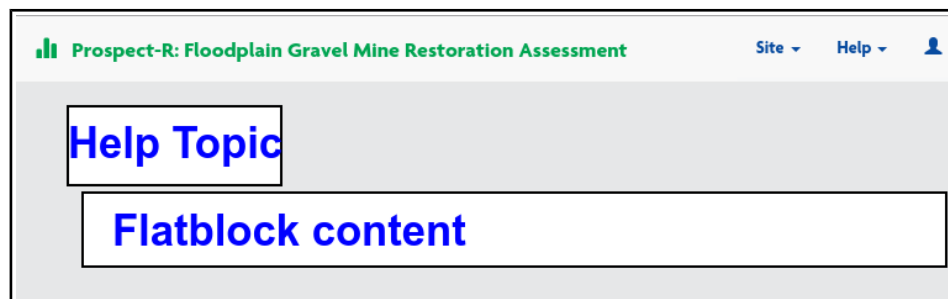 Prospect-R: Floodplain Gravel Mine Restoration Assessment Site Help
Help Topic
Flatblock content